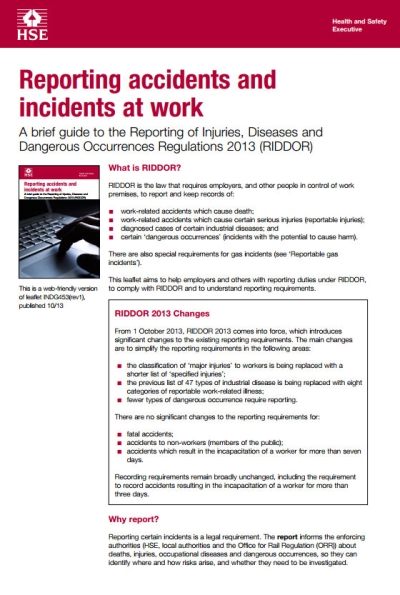 HSE
Health and Safety
Executive
Reporting accidents and
incidents at work
A brief guide to the Reporting of Injuries, Diseases and
Dangerous Occurrences Regulations 2013 (RIDDOR)
HSE
Reporting accidents and
incidents at work
This is a web-friendly version
of leaflet INDG453(rev1),
published 10/13
What is RIDDOR?
RIDDOR is the law that requires employers, and other people in control of work
premises, to report and keep records of:
■ work-related accidents which cause death;
■ work-related accidents which cause certain serious injuries (reportable injuries);
■ diagnosed cases of certain industrial diseases; and
■ certain ‘dangerous occurrences’ (incidents with the potential to cause harm).
There are also special requirements for gas incidents (see ‘Reportable gas
incidents’).
This leaflet aims to help employers and others with reporting duties under RIDDOR,
to comply with RIDDOR and to understand reporting requirements.
RIDDOR 2013 Changes
From 1 October 2013, RIDDOR 2013 comes into force, which introduces
significant changes to the existing reporting requirements. The main changes
are to simplify the reporting requirements in the following areas:
■ the classification of ‘major injuries’ to workers is being replaced with a
shorter list of ‘specified injuries’;
■ the previous list of 47 types of industrial disease is being replaced with eight
categories of reportable work-related illness;
■ fewer types of dangerous occurrence require reporting.
There are no significant changes to the reporting requirements for:
■ fatal accidents;
■ accidents to non-workers (members of the public);
■ accidents which result in the incapacitation of a worker for more than seven
days.
Recording requirements remain broadly unchanged, including the requirement
to record accidents resulting in the incapacitation of a worker for more than
three days.
Why report?
Reporting certain incidents is a legal requirement. The report informs the enforcing
authorities (HSE, local authorities and the Office for Rail Regulation (ORR)) about
deaths, injuries, occupational diseases and dangerous occurrences, so they can
identify where and how risks arise, and whether they need to be investigated.